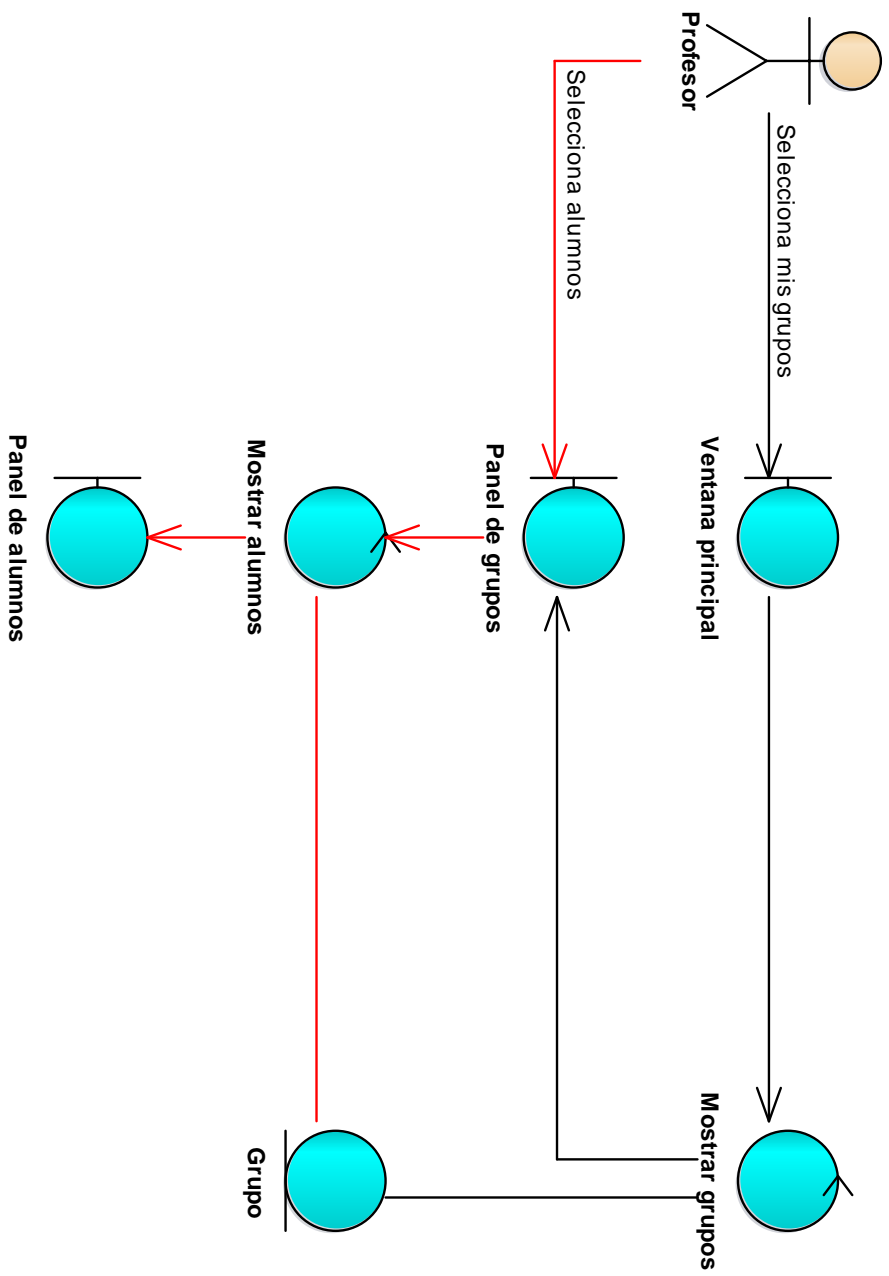 Profesor
Selecciona mis grupos
Ventana principal
Mostrar grupos
Selecciona alumnos
Panel de grupos
Mostrar alumnos
Grupo
Panel de alumnos